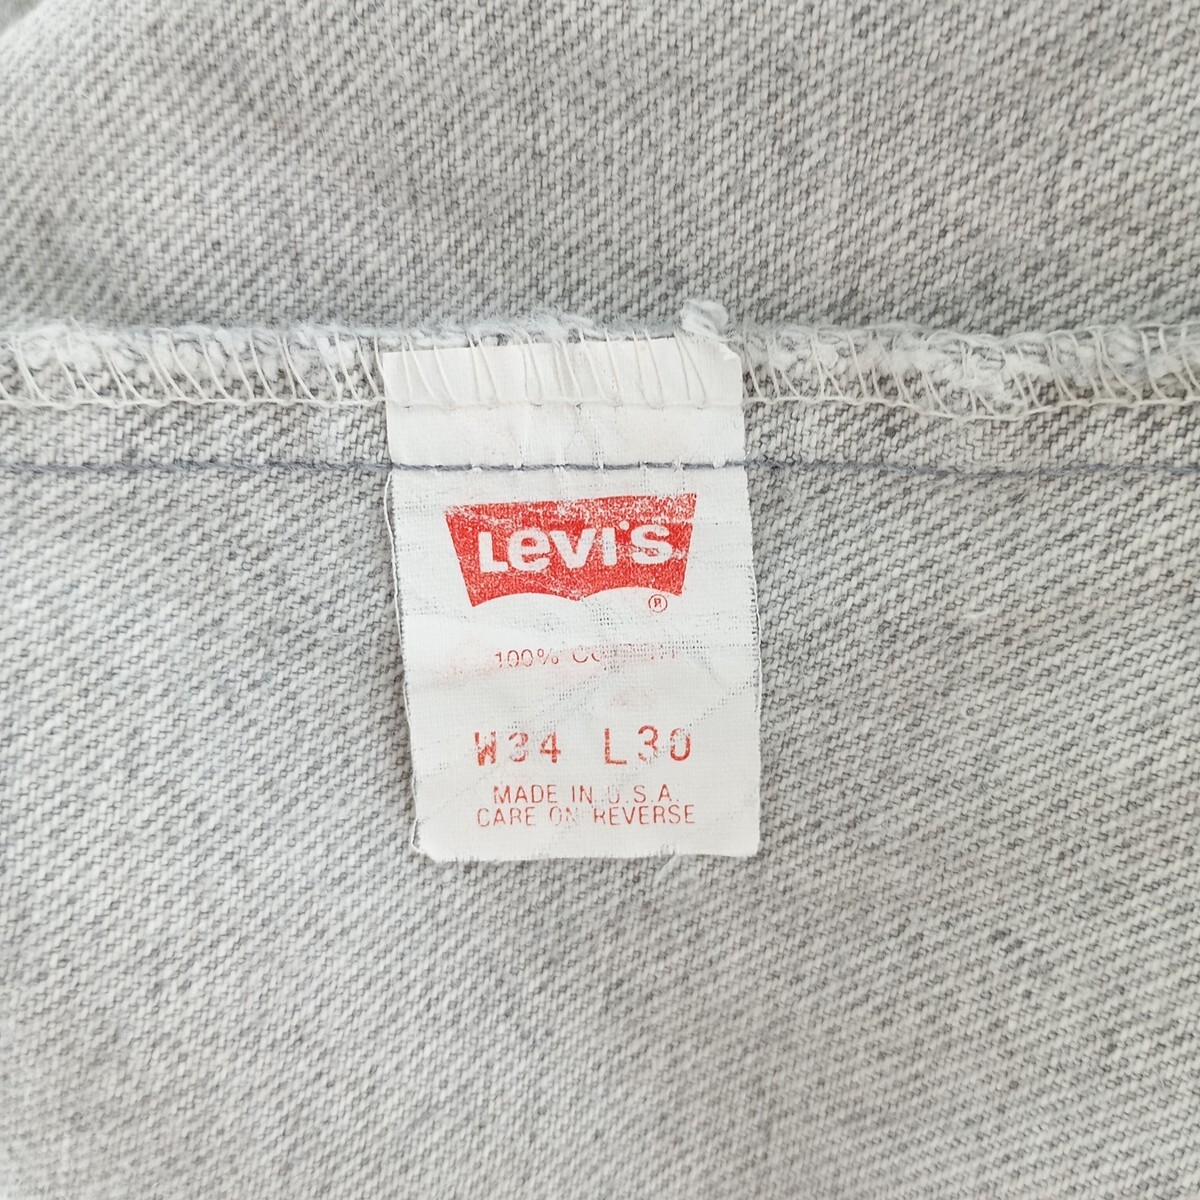 Levi's
®
100% COTTON
W34 L30
MADE IN U.S.A.
CARE ON REVERSE